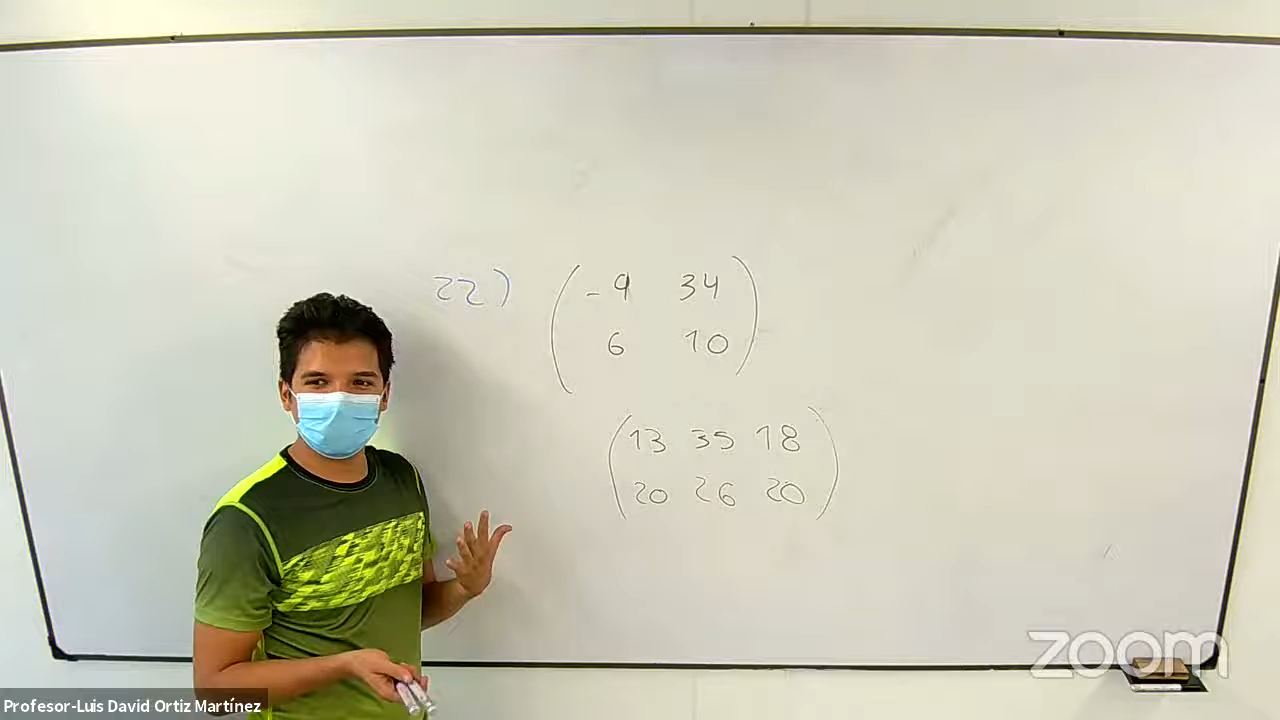 22) ( -9 34 )
( 6 10 )
( 13 35 18 )
( 20 26 20 )
zoom
Profesor-Luis David Ortiz Martínez